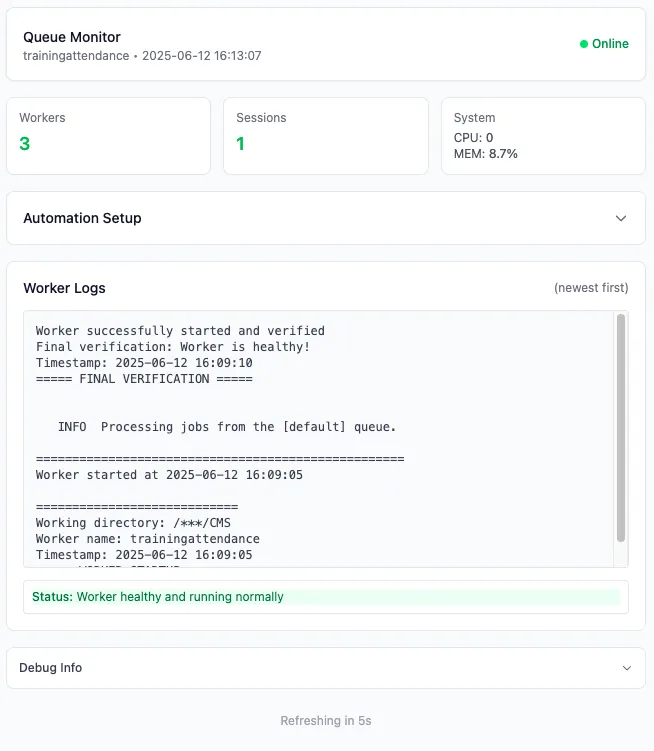 Queue Monitor
trainingattendance • 2025-06-12 16:13:07
Online
Workers
3
Sessions
1
System
CPU: 0
MEM: 8.7%
Automation Setup
Worker Logs
(newest first)
Worker successfully started and verified
Final verification: Worker is healthy!
Timestamp: 2025-06-12 16:09:10
===== FINAL VERIFICATION =====
INFO  Processing jobs from the [default] queue.
===================================================
Worker started at 2025-06-12 16:09:05
============================
Working directory: /***/CMS
Worker name: trainingattendance
Timestamp: 2025-06-12 16:09:05
Status: Worker healthy and running normally
Debug Info
Refreshing in 5s